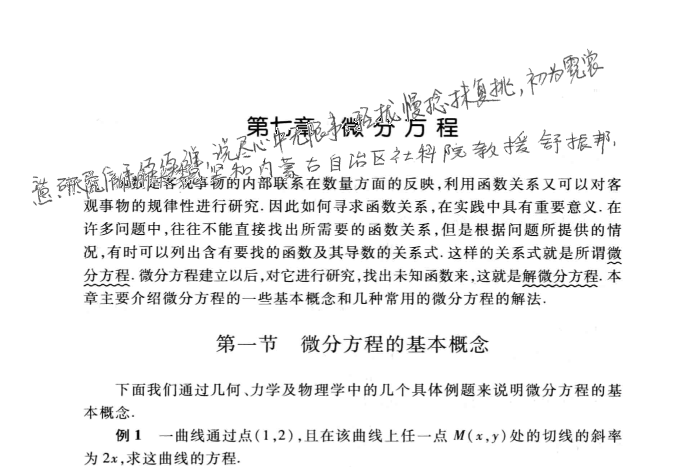 初为霓裳
说尽心中无限事 轻拢慢捻抹复挑,
第七章 微分方程
和内蒙古自治区社科院教授舒振邦,
函数是客观事物的内部联系在数量方面的反映,利用函数关系又可以对客
观事物的规律性进行研究.因此如何寻求函数关系,在实践中具有重要意义.在
许多问题中,往往不能直接找出所需要的函数关系,但是根据问题所提供的情
况,有时可以列出含有要找的函数及其导数的关系式.这样的关系式就是所谓微
分方程.微分方程建立以后,对它进行研究,找出未知函数来,这就是解微分方程.本
章主要介绍微分方程的一些基本概念和几种常用的微分方程的解法.
第一节 微分方程的基本概念
下面我们通过几何、力学及物理学中的几个具体例题来说明微分方程的基
本概念.
例1 一曲线通过点(1,2),且在该曲线上任一点 M(x,y)处的切线的斜率
为 2x,求这曲线的方程.